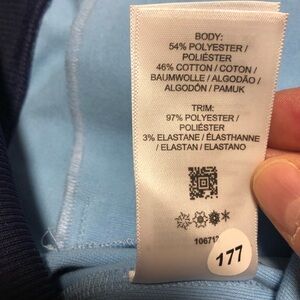 BODY:
54% POLYESTER /
POLIÉSTER
46% COTTON / COTON /
BAUMWOLLE / ALGODÃO /
ALGODÓN / PAMUK
TRIM:
97% POLYESTER /
POLIÉSTER
3% ELASTANE / ÉLASTHANNE
/ ELASTAN / ELASTANO
177